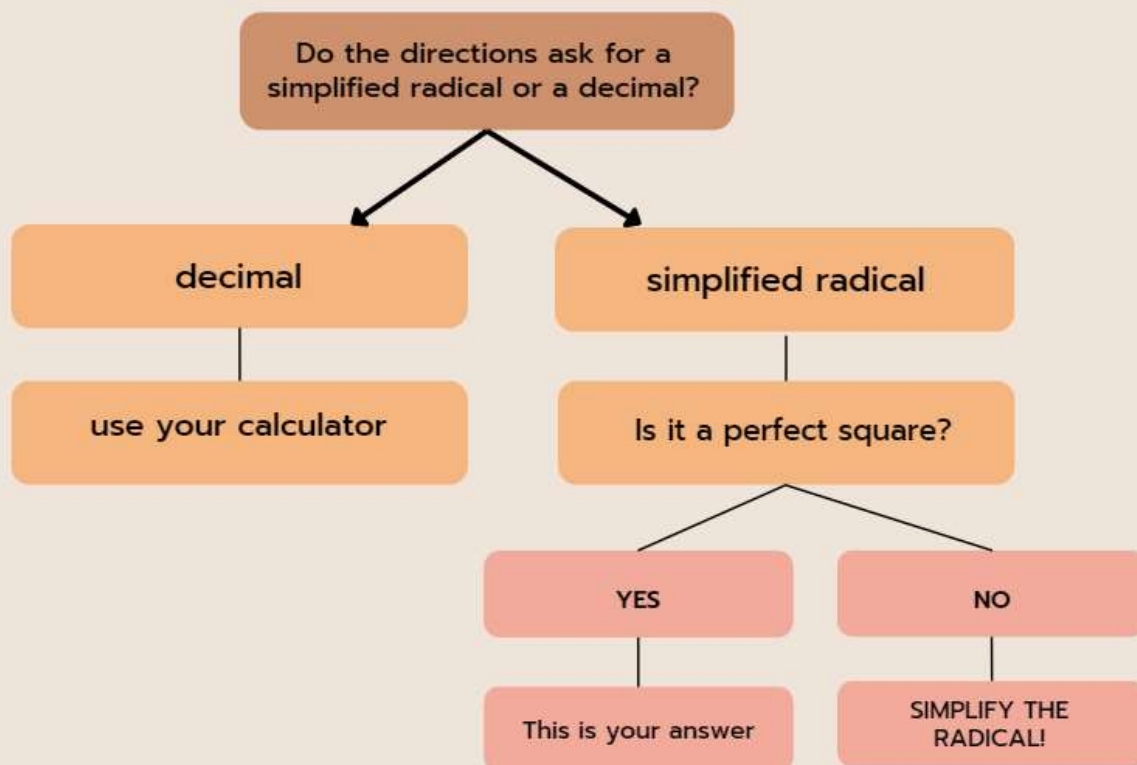 Do the directions ask for a
simplified radical or a decimal?
decimal
simplified radical
use your calculator
Is it a perfect square?
YES
NO
This is your answer
SIMPLIFY THE
RADICAL!